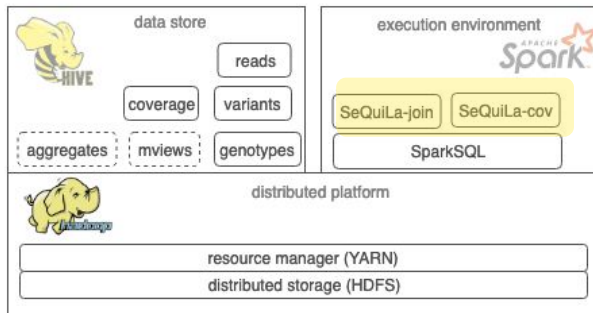 data store
HIVE
reads
coverage
variants
aggregates
mviews
genotypes
execution environment
APACHE
Spark
SeQuiLa-join
SeQuiLa-cov
SparkSQL
distributed platform
hadoop
resource manager (YARN)
distributed storage (HDFS)